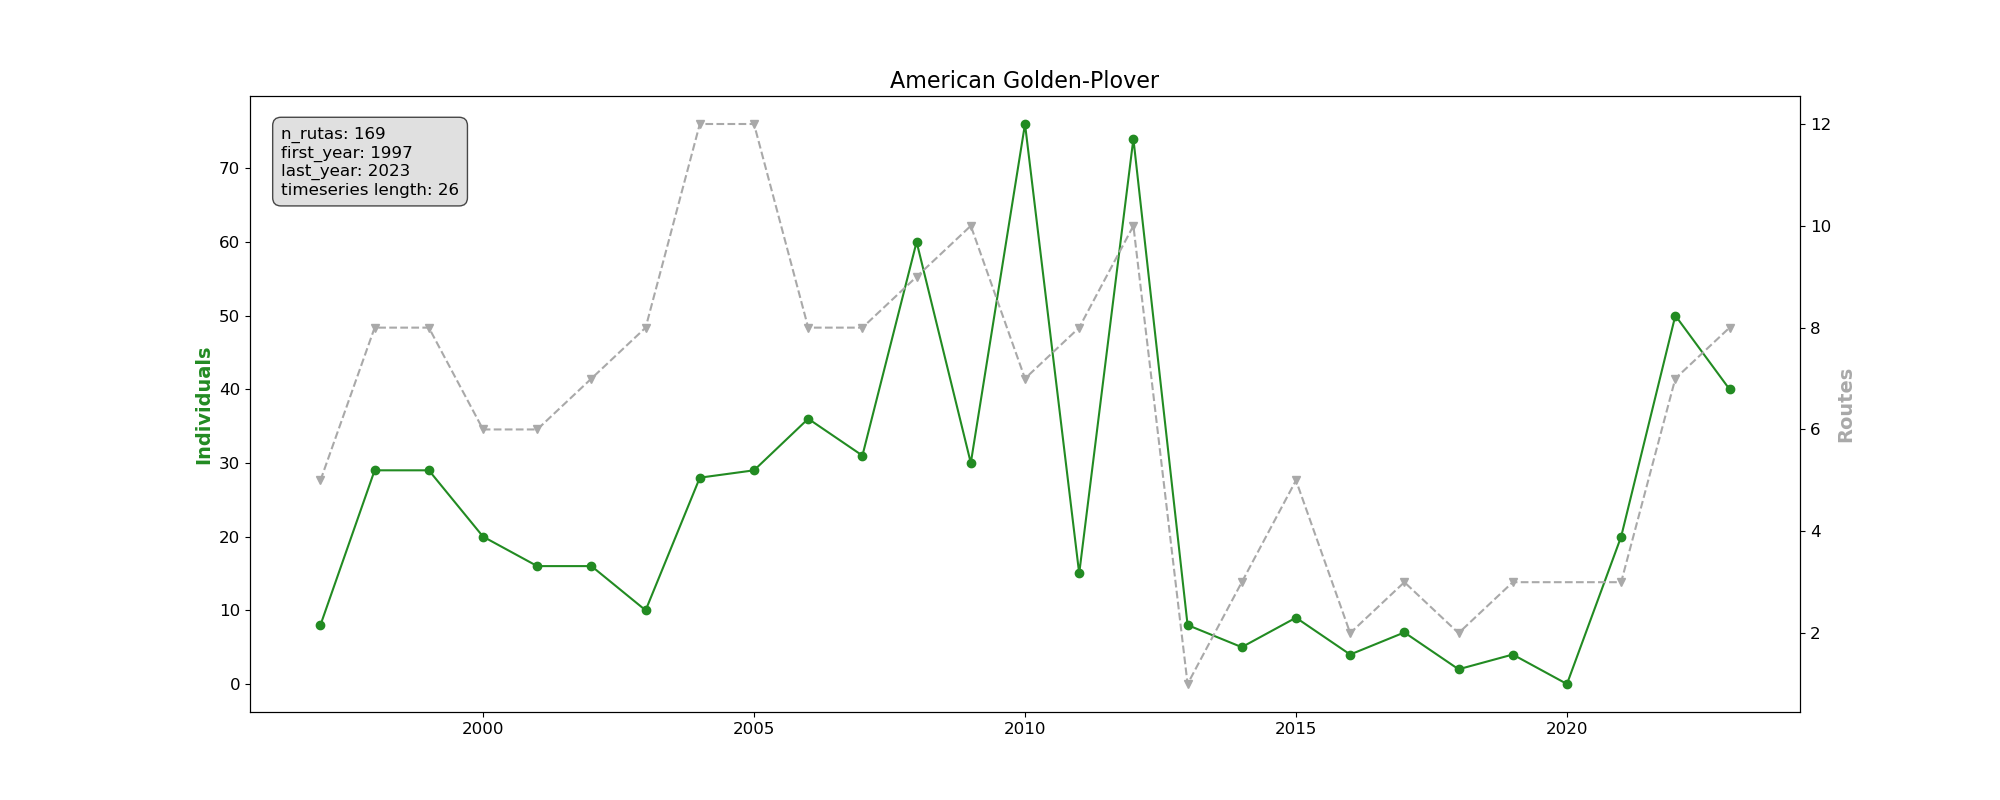 American Golden-Plover
n_rutas: 169
first_year: 1997
last_year: 2023
timeseries length: 26
Individuals
70
60
50
40
30
20
10
0
12
10
8
6
4
2
Routes
2000 2005 2010 2015 2020